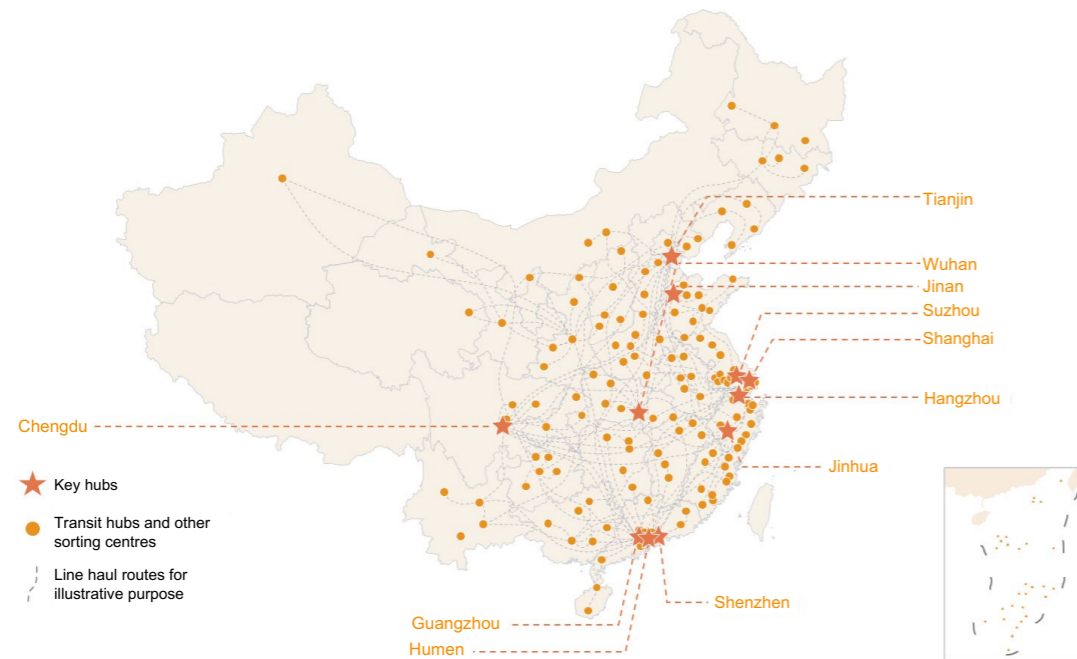 Tianjin
Wuhan
Jinan
Suzhou
Shanghai
Hangzhou
Chengdu
Jinhua
Key hubs
Transit hubs and other
sorting centres
Line haul routes for
illustrative purpose
Shenzhen
Guangzhou
Humen